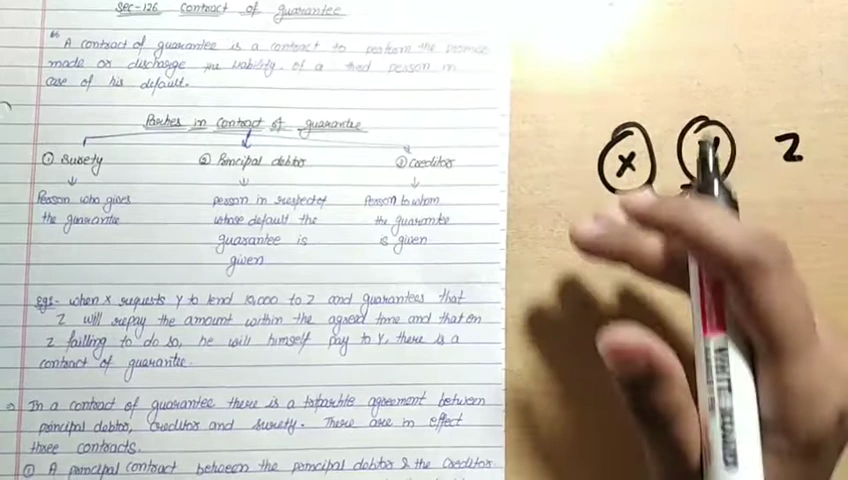 Sec-126 Contract of guarantee
"A contract of guarantee is a contract to perform the promise
made or discharge the liability of a third person in
case of his default.
Parties in contract of guarantee
① Surety ② Principal debtor ③ Creditor
Person who gives the guarantee
person in respect of whose default the guarantee is given
Person to whom the guarantee is given
Eg:- when X requests Y to lend 10,000 to Z and guarantees that
Z will repay the amount within the agreed time and that on
Z failling to do so, he will himself pay to Y, there is a
contract of guarantee.
In a contract of guarantee there is a tripartite agreement between
principal debtor, creditor and surety. There are in effect
three contracts.
① A principal contract between the principal debtor & the creditor.
X Y Z
WHITE